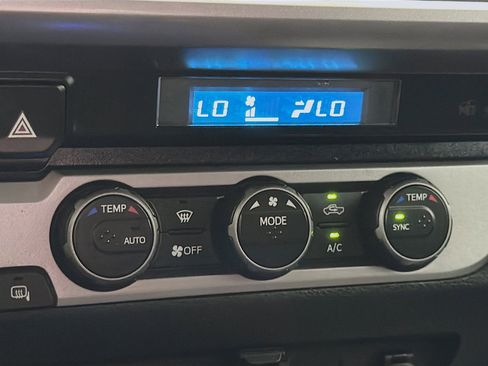 LO LO
TEMP
AUTO
OFF
MODE
A/C
TEMP
SYNC